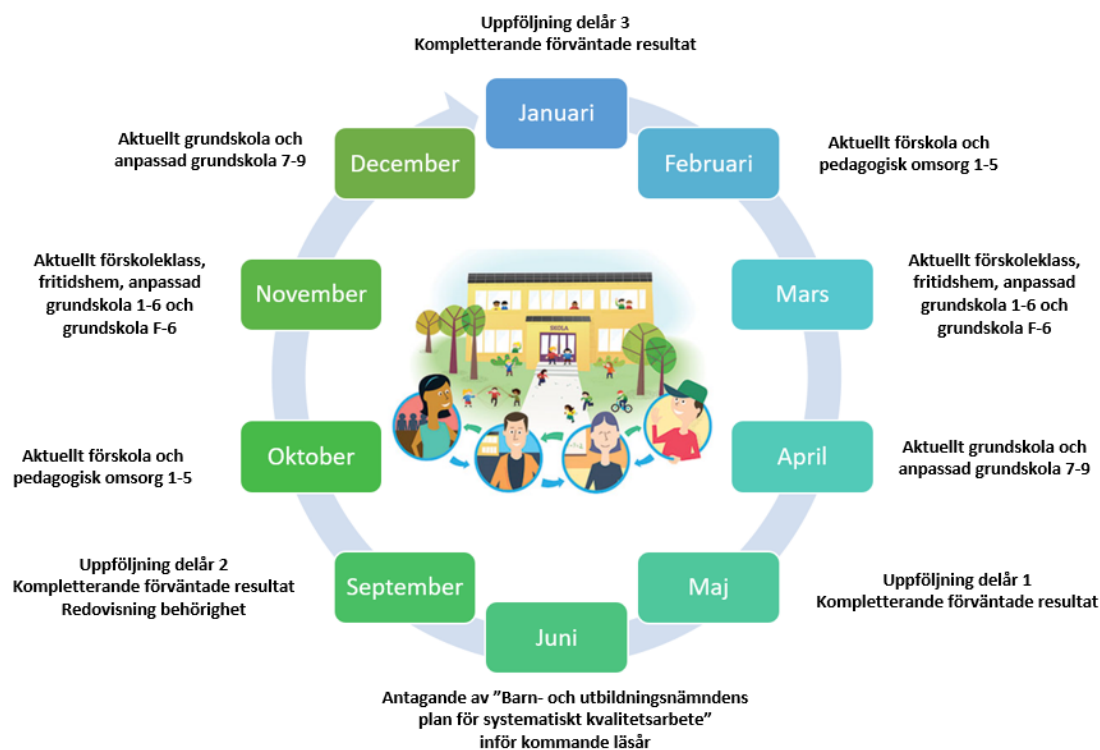 Uppföljning delår 3
Kompletterande förväntade resultat
Januari
Februari
Aktuellt förskola och
pedagogisk omsorg 1-5
Mars
Aktuellt förskoleklass,
fritidshem, anpassad
grundskola 1-6 och
grundskola F-6
April
Aktuellt grundskola och
anpassad grundskola 7-9
Maj
Uppföljning delår 1
Kompletterande förväntade resultat
Juni
Antagande av ”Barn- och utbildningsnämndens
plan för systematiskt kvalitetsarbete”
inför kommande läsår
September
Uppföljning delår 2
Kompletterande förväntade resultat
Redovisning behörighet
Oktober
Aktuellt förskola och
pedagogisk omsorg 1-5
November
Aktuellt förskoleklass,
fritidshem, anpassad
grundskola 1-6 och
grundskola F-6
December
Aktuellt grundskola och
anpassad grundskola 7-9
SKOLA